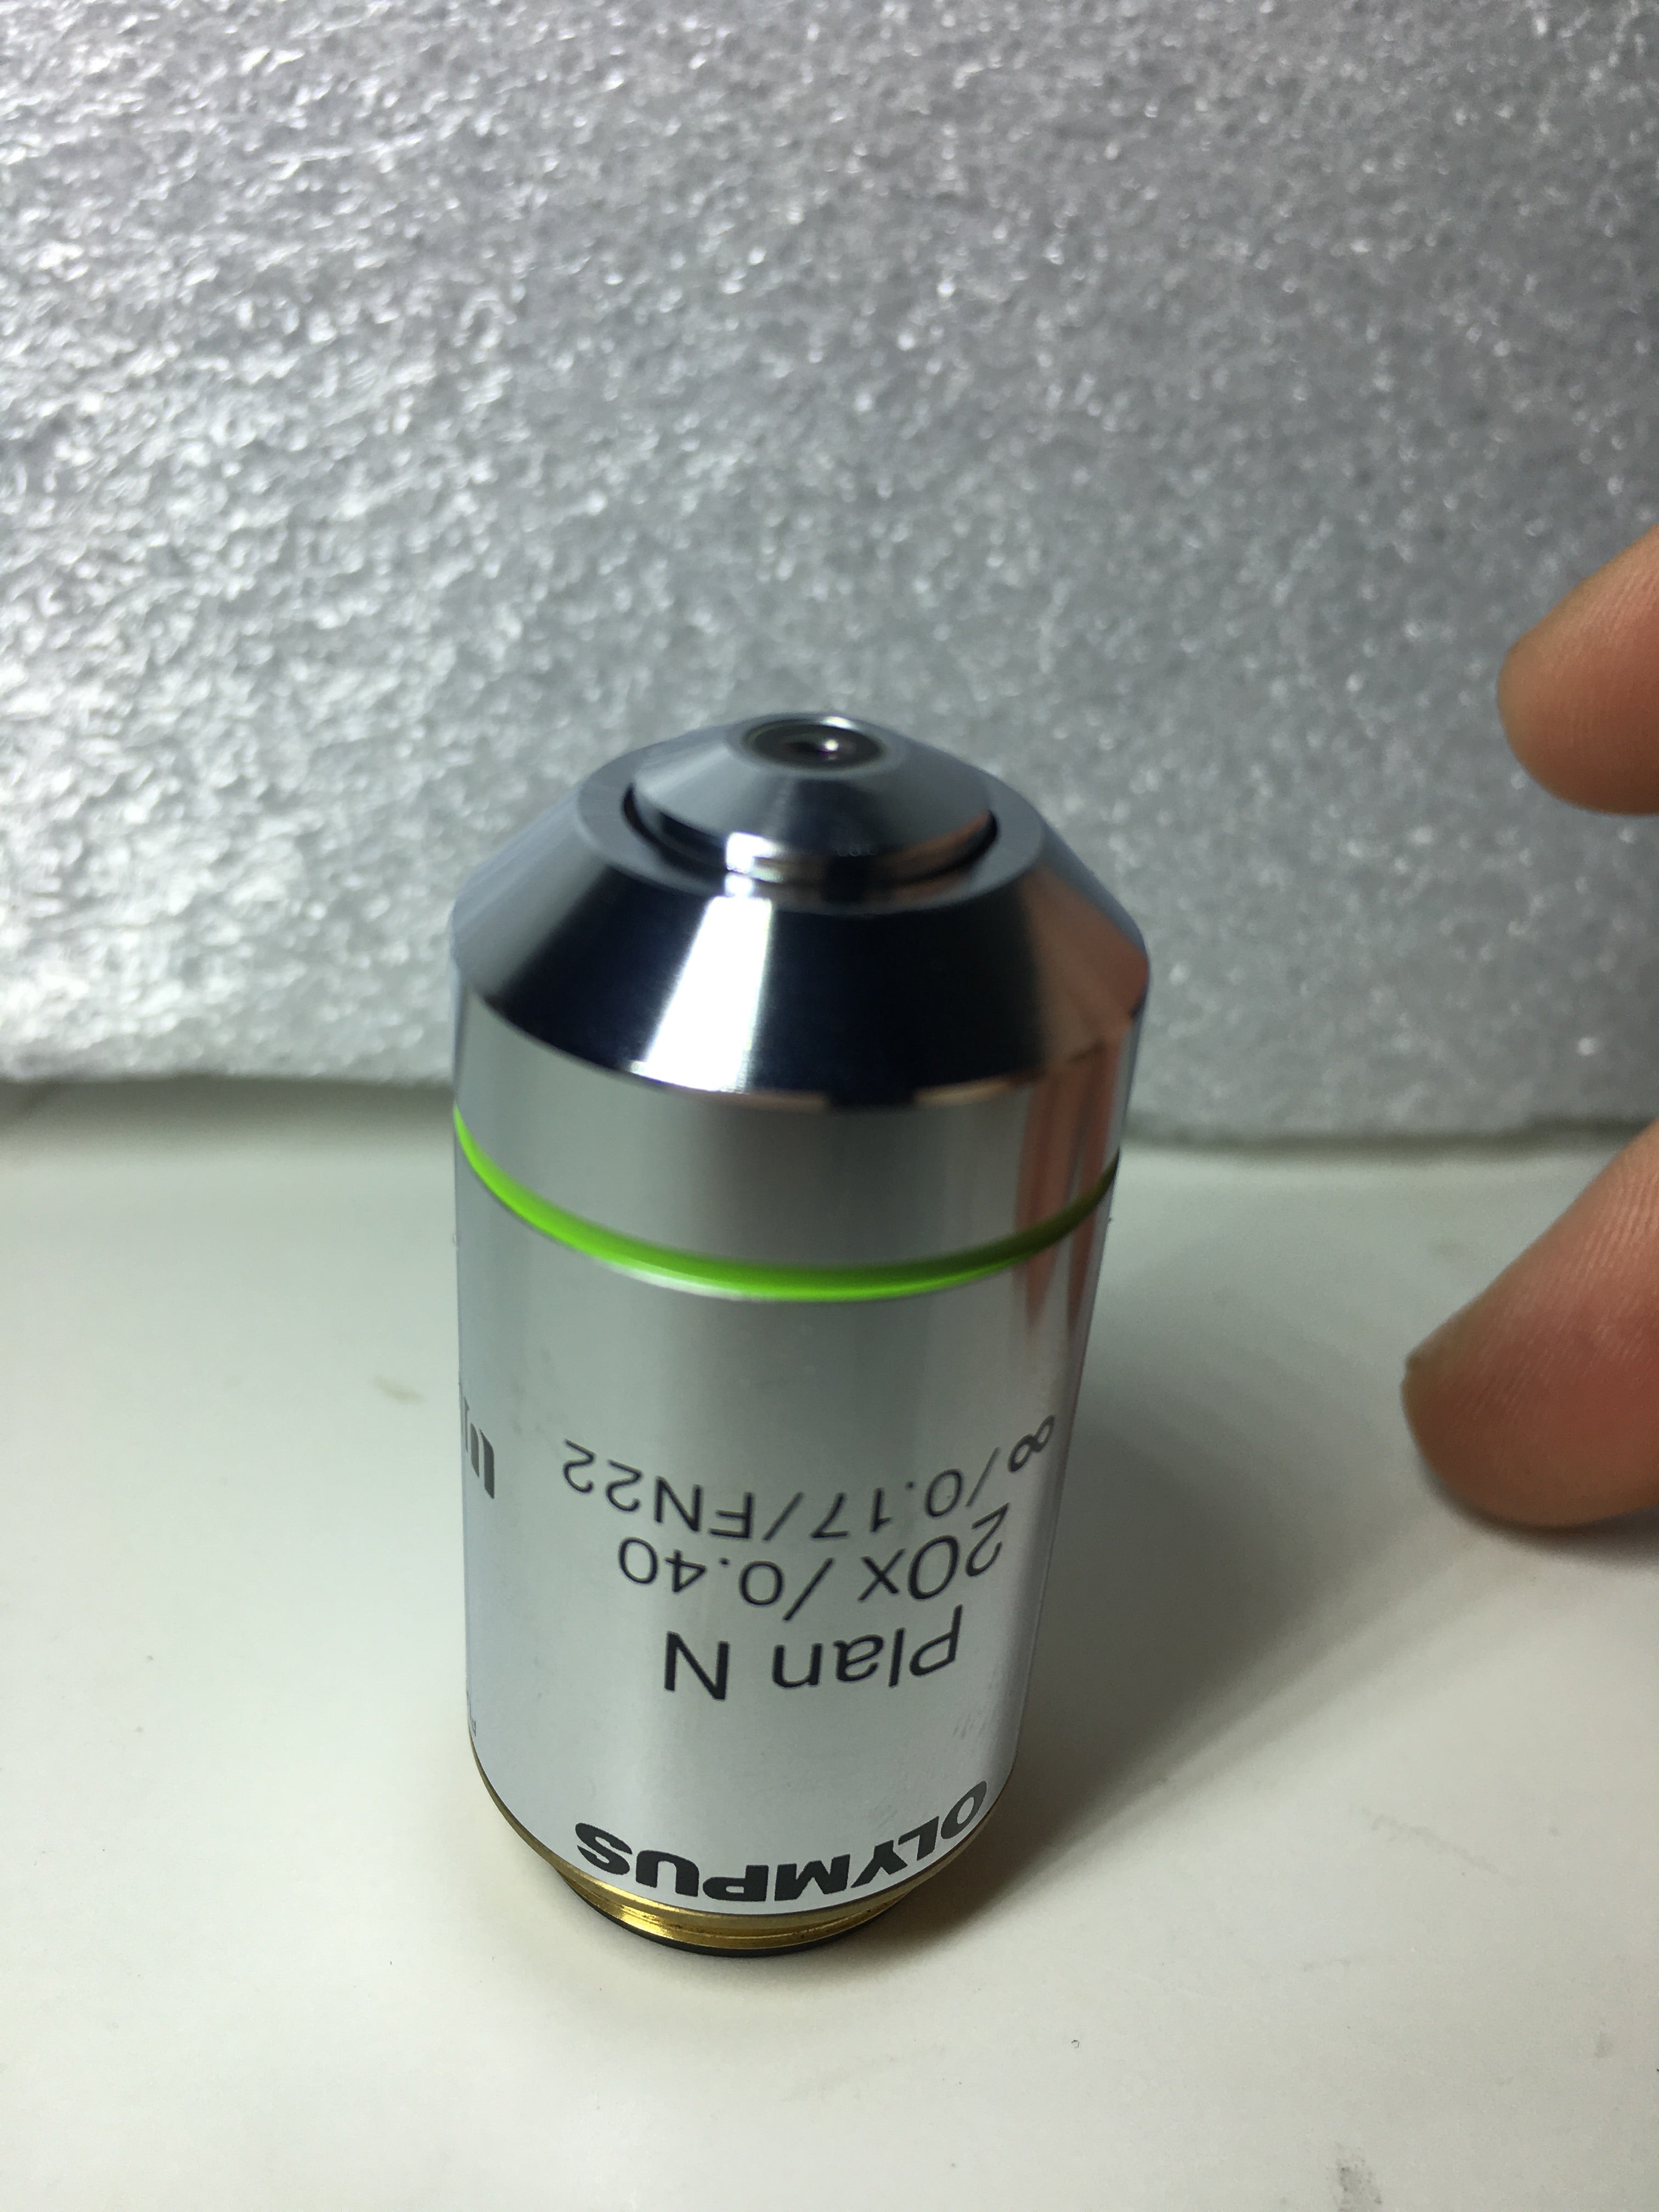 OLYMPUS
Plan N
20x/0.40
∞/0.17/FN22